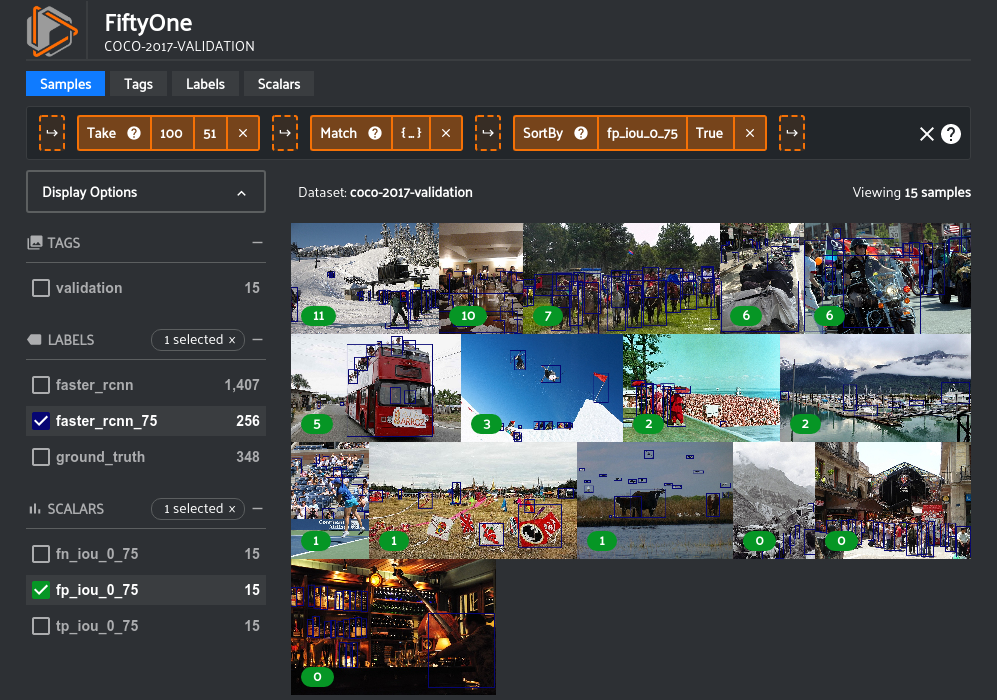 FiftyOne
COCO-2017-VALIDATION
Samples Tags Labels Scalars
↪ Take ? 100 51 × ↪ Match ? { ... } × ↪ SortBy ? fp_iou_0_75 True × ↪ × ?
Display Options
Dataset: coco-2017-validation
Viewing 15 samples
TAGS
validation 15
LABELS 1 selected ×
faster_rcnn 1,407
faster_rcnn_75 256
ground_truth 348
SCALARS 1 selected ×
fn_iou_0_75 15
fp_iou_0_75 15
tp_iou_0_75 15
11 10 7 6 6
5 3 2 2
1 1 1 0 0
0